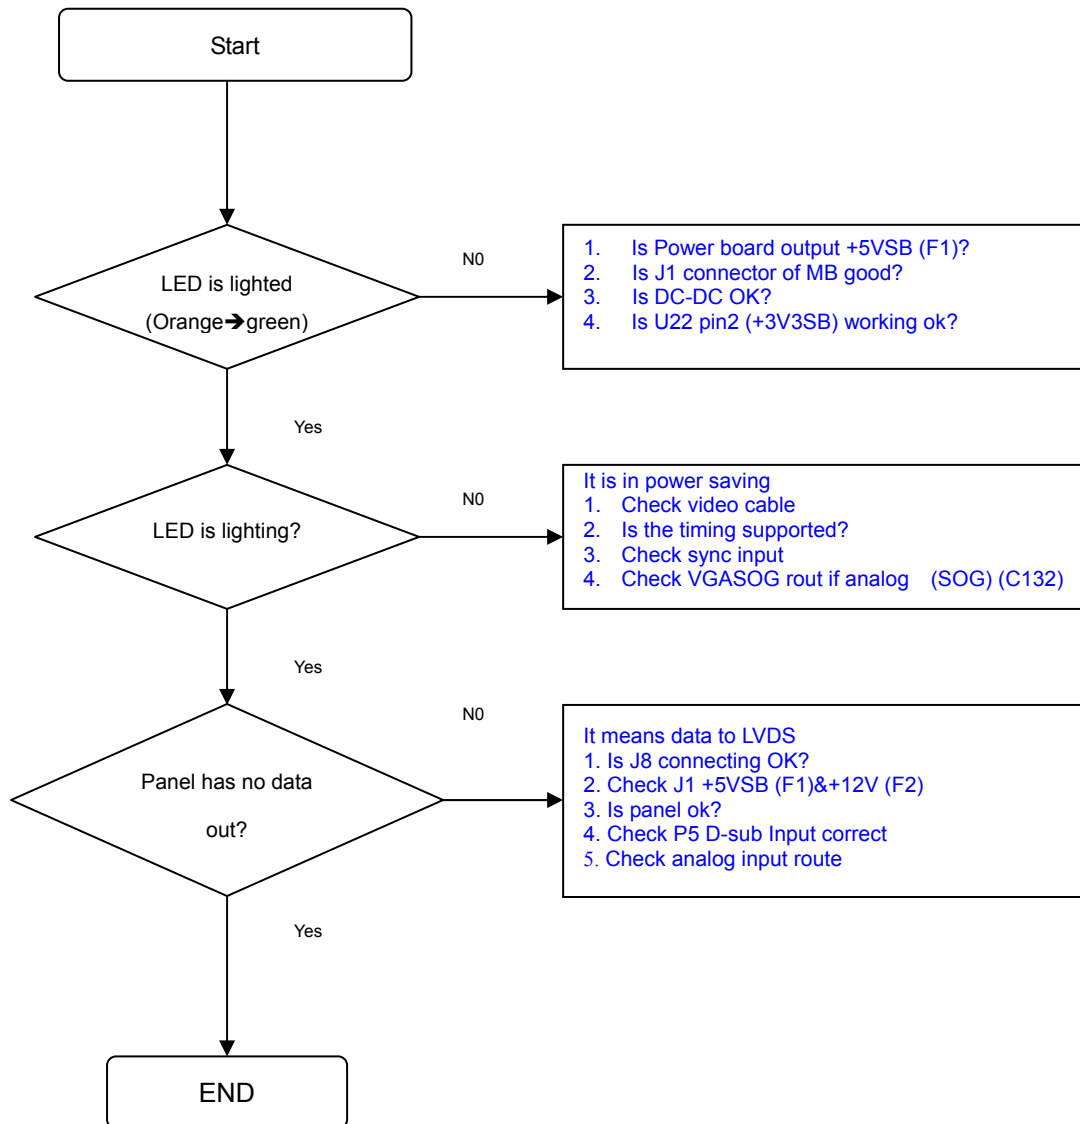 Start
LED is lighted
(Orange➔green)
N0
1. Is Power board output +5VSB (F1)?
2. Is J1 connector of MB good?
3. Is DC-DC OK?
4. Is U22 pin2 (+3V3SB) working ok?
Yes
LED is lighting?
N0
It is in power saving
1. Check video cable
2. Is the timing supported?
3. Check sync input
4. Check VGASOG rout if analog (SOG) (C132)
Yes
Panel has no data
out?
N0
It means data to LVDS
1. Is J8 connecting OK?
2. Check J1 +5VSB (F1)&+12V (F2)
3. Is panel ok?
4. Check P5 D-sub Input correct
5. Check analog input route
Yes
END